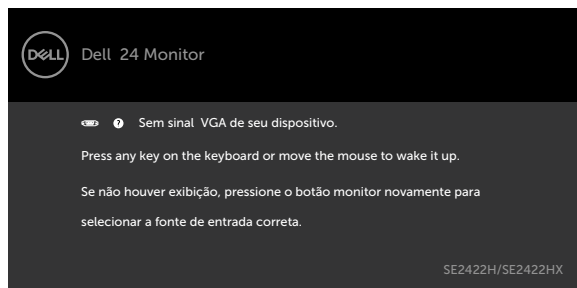 DELL
Dell 24 Monitor
Sem sinal VGA de seu dispositivo.
Press any key on the keyboard or move the mouse to wake it up.
Se não houver exibição, pressione o botão monitor novamente para
selecionar a fonte de entrada correta.
SE2422H/SE2422HX